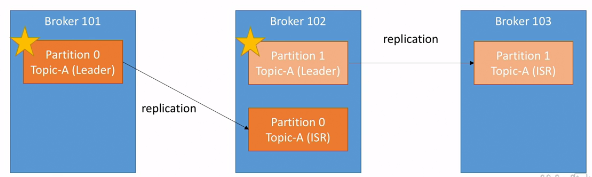 Broker 101
Partition 0
Topic-A (Leader)
replication
Broker 102
Partition 1
Topic-A (Leader)
Partition 0
Topic-A (ISR)
replication
Broker 103
Partition 1
Topic-A (ISR)